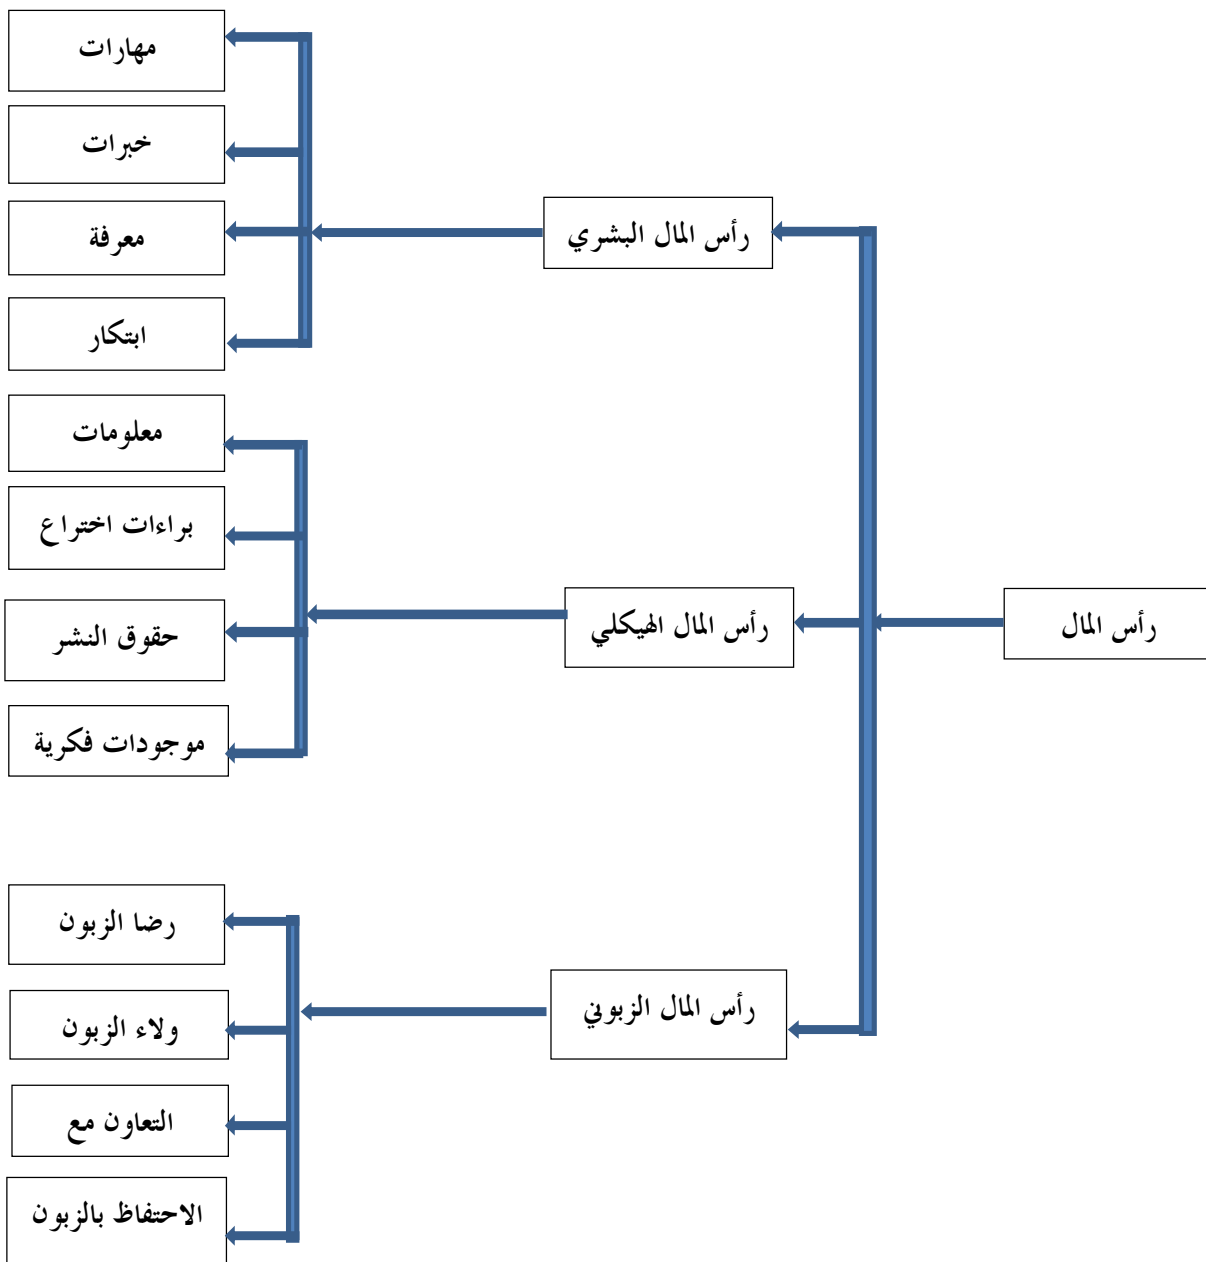 رأس المال
رأس المال البشري
مهارات
خبرات
معرفة
ابتكار
رأس المال الهيكلي
معلومات
براءات اختراع
حقوق النشر
موجودات فكرية
رأس المال الزبوني
رضا الزبون
ولاء الزبون
التعاون مع
الاحتفاظ بالزبون